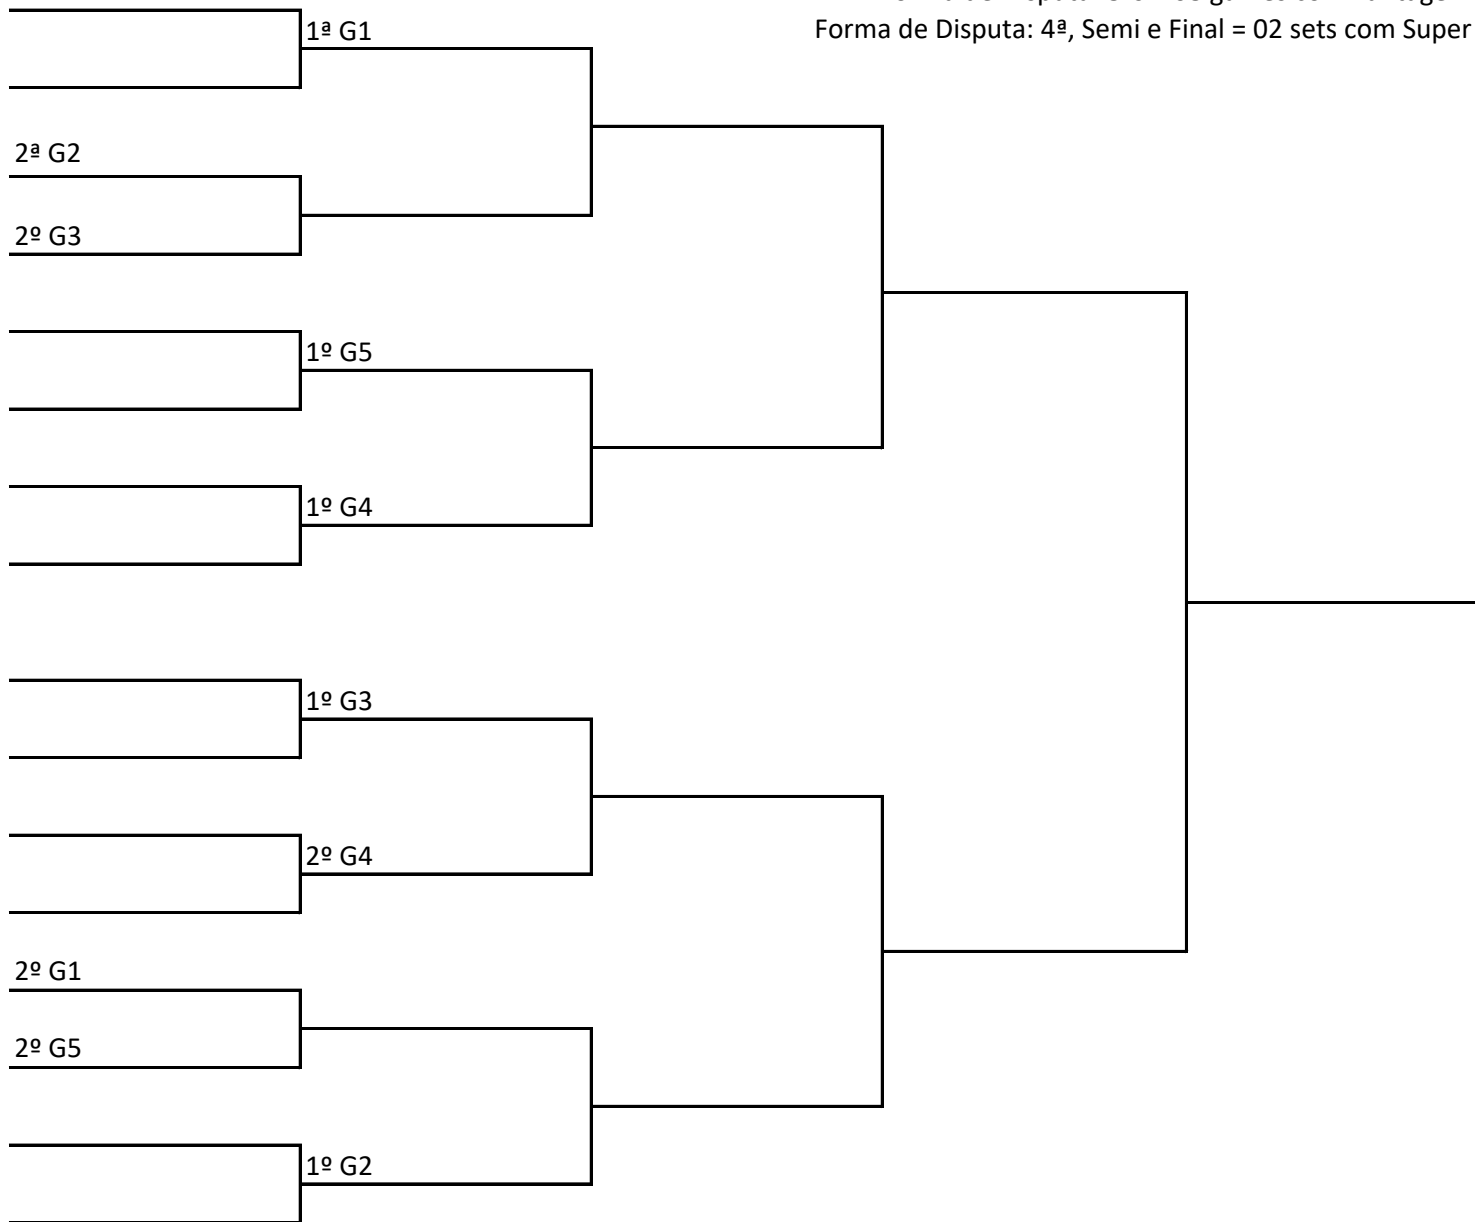 1ª G1
Forma de Disputa: 4ª, Semi e Final = 02 sets com Super
2ª G2
2º G3
1º G5
1º G4
1º G3
2º G4
2º G1
2º G5
1º G2